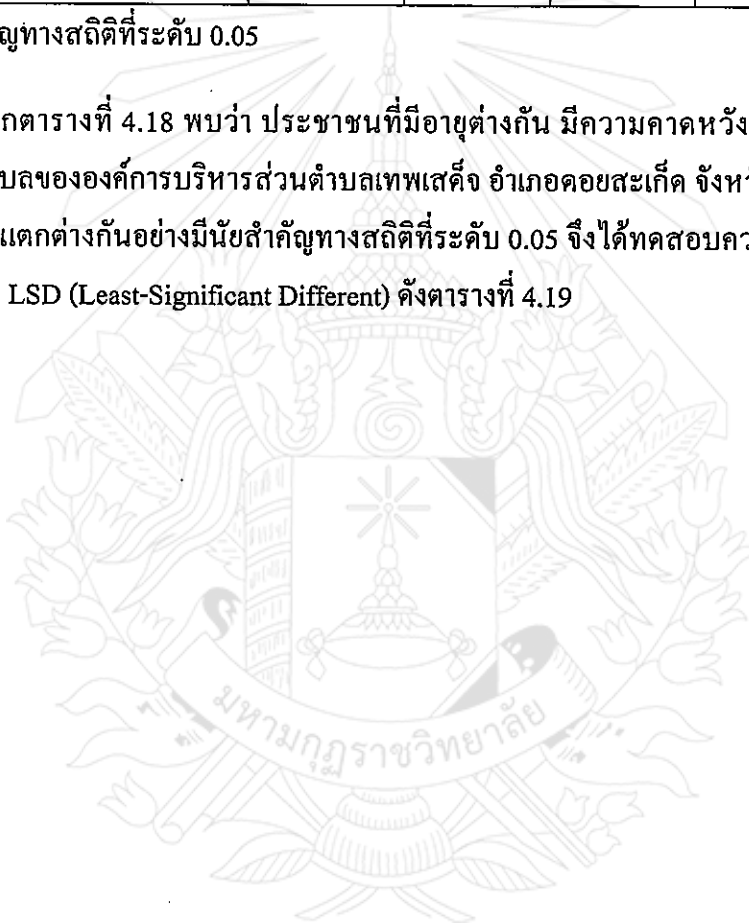 ญทางสถิติที่ระดับ 0.05
กตารางที่ 4.18 พบว่า ประชาชนที่มีอายุต่างกัน มีความคาดหวัง
บลขององค์การบริหารส่วนตำบลเทพเสด็จ อำเภอดอยสะเก็ด จังห
แตกต่างกันอย่างมีนัยสำคัญทางสถิติที่ระดับ 0.05 จึงได้ทดสอบคว
LSD (Least-Significant Different) ดังตารางที่ 4.19
มหามกุฏราชวิทยาลัย